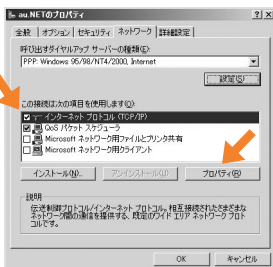 au.NETのプロパティ
全般 オプション セキュリティ ネットワーク 詳細設定
呼び出すダイヤルアップ サーバーの種類(E):
PPP: Windows 95/98/NT4/2000, Internet
設定(S)
この接続は次の項目を使用します(O):
インターネット プロトコル (TCP/IP)
QoS パケット スケジューラ
Microsoft ネットワーク用ファイルとプリンタ共有
Microsoft ネットワーク用クライアント
インストール(N)... アンインストール(U) プロパティ(R)
説明
伝送制御プロトコル/インターネット プロトコル。相互接続されたさまざまな
ネットワーク間の通信を提供する、既定のワイド エリア ネットワーク プロト
コルです。
OK キャンセル